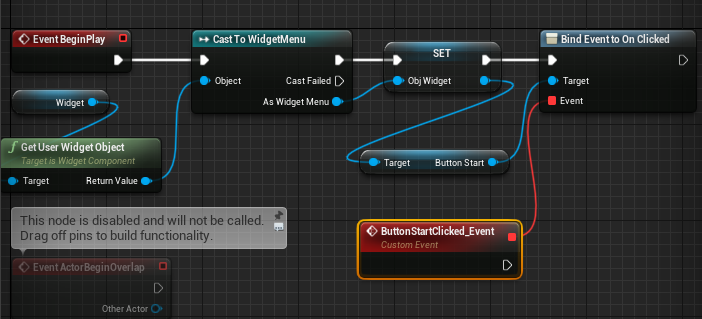 Event BeginPlay
Cast To WidgetMenu
Object
Cast Failed
As Widget Menu
SET
Obj Widget
Bind Event to On Clicked
Target
Event
Widget
f Get User Widget Object
Target is Widget Component
Target
Return Value
Target
Button Start
This node is disabled and will not be called.
Drag off pins to build functionality.
ButtonStartClicked_Event
Custom Event
Event ActorBeginOverlap
Other Actor